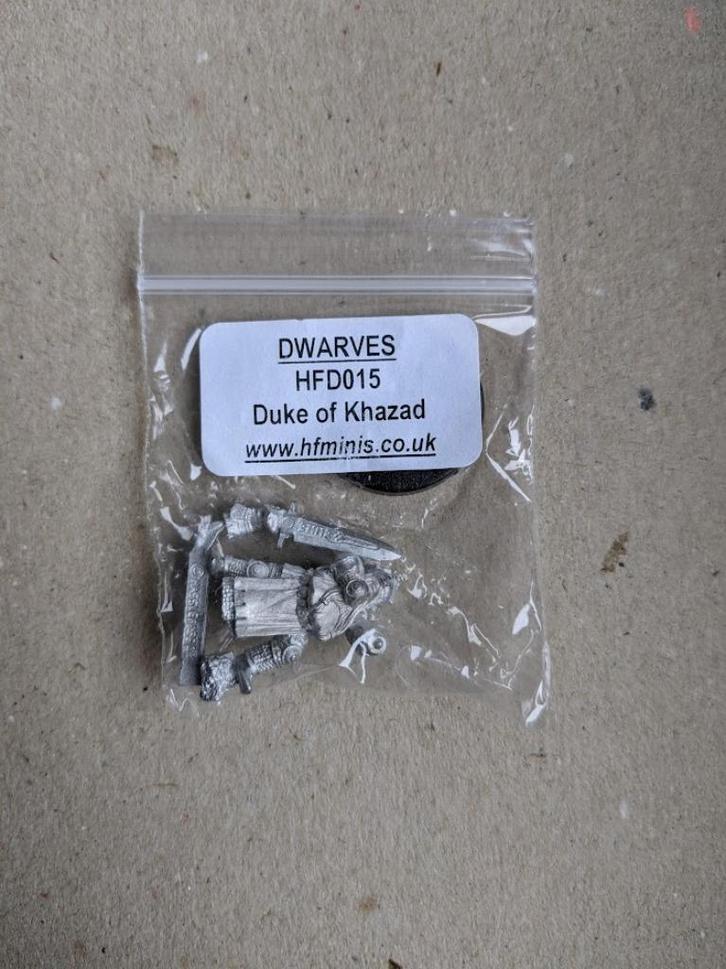 DWARVES
HFD015
Duke of Khazad
www.hfminis.co.uk